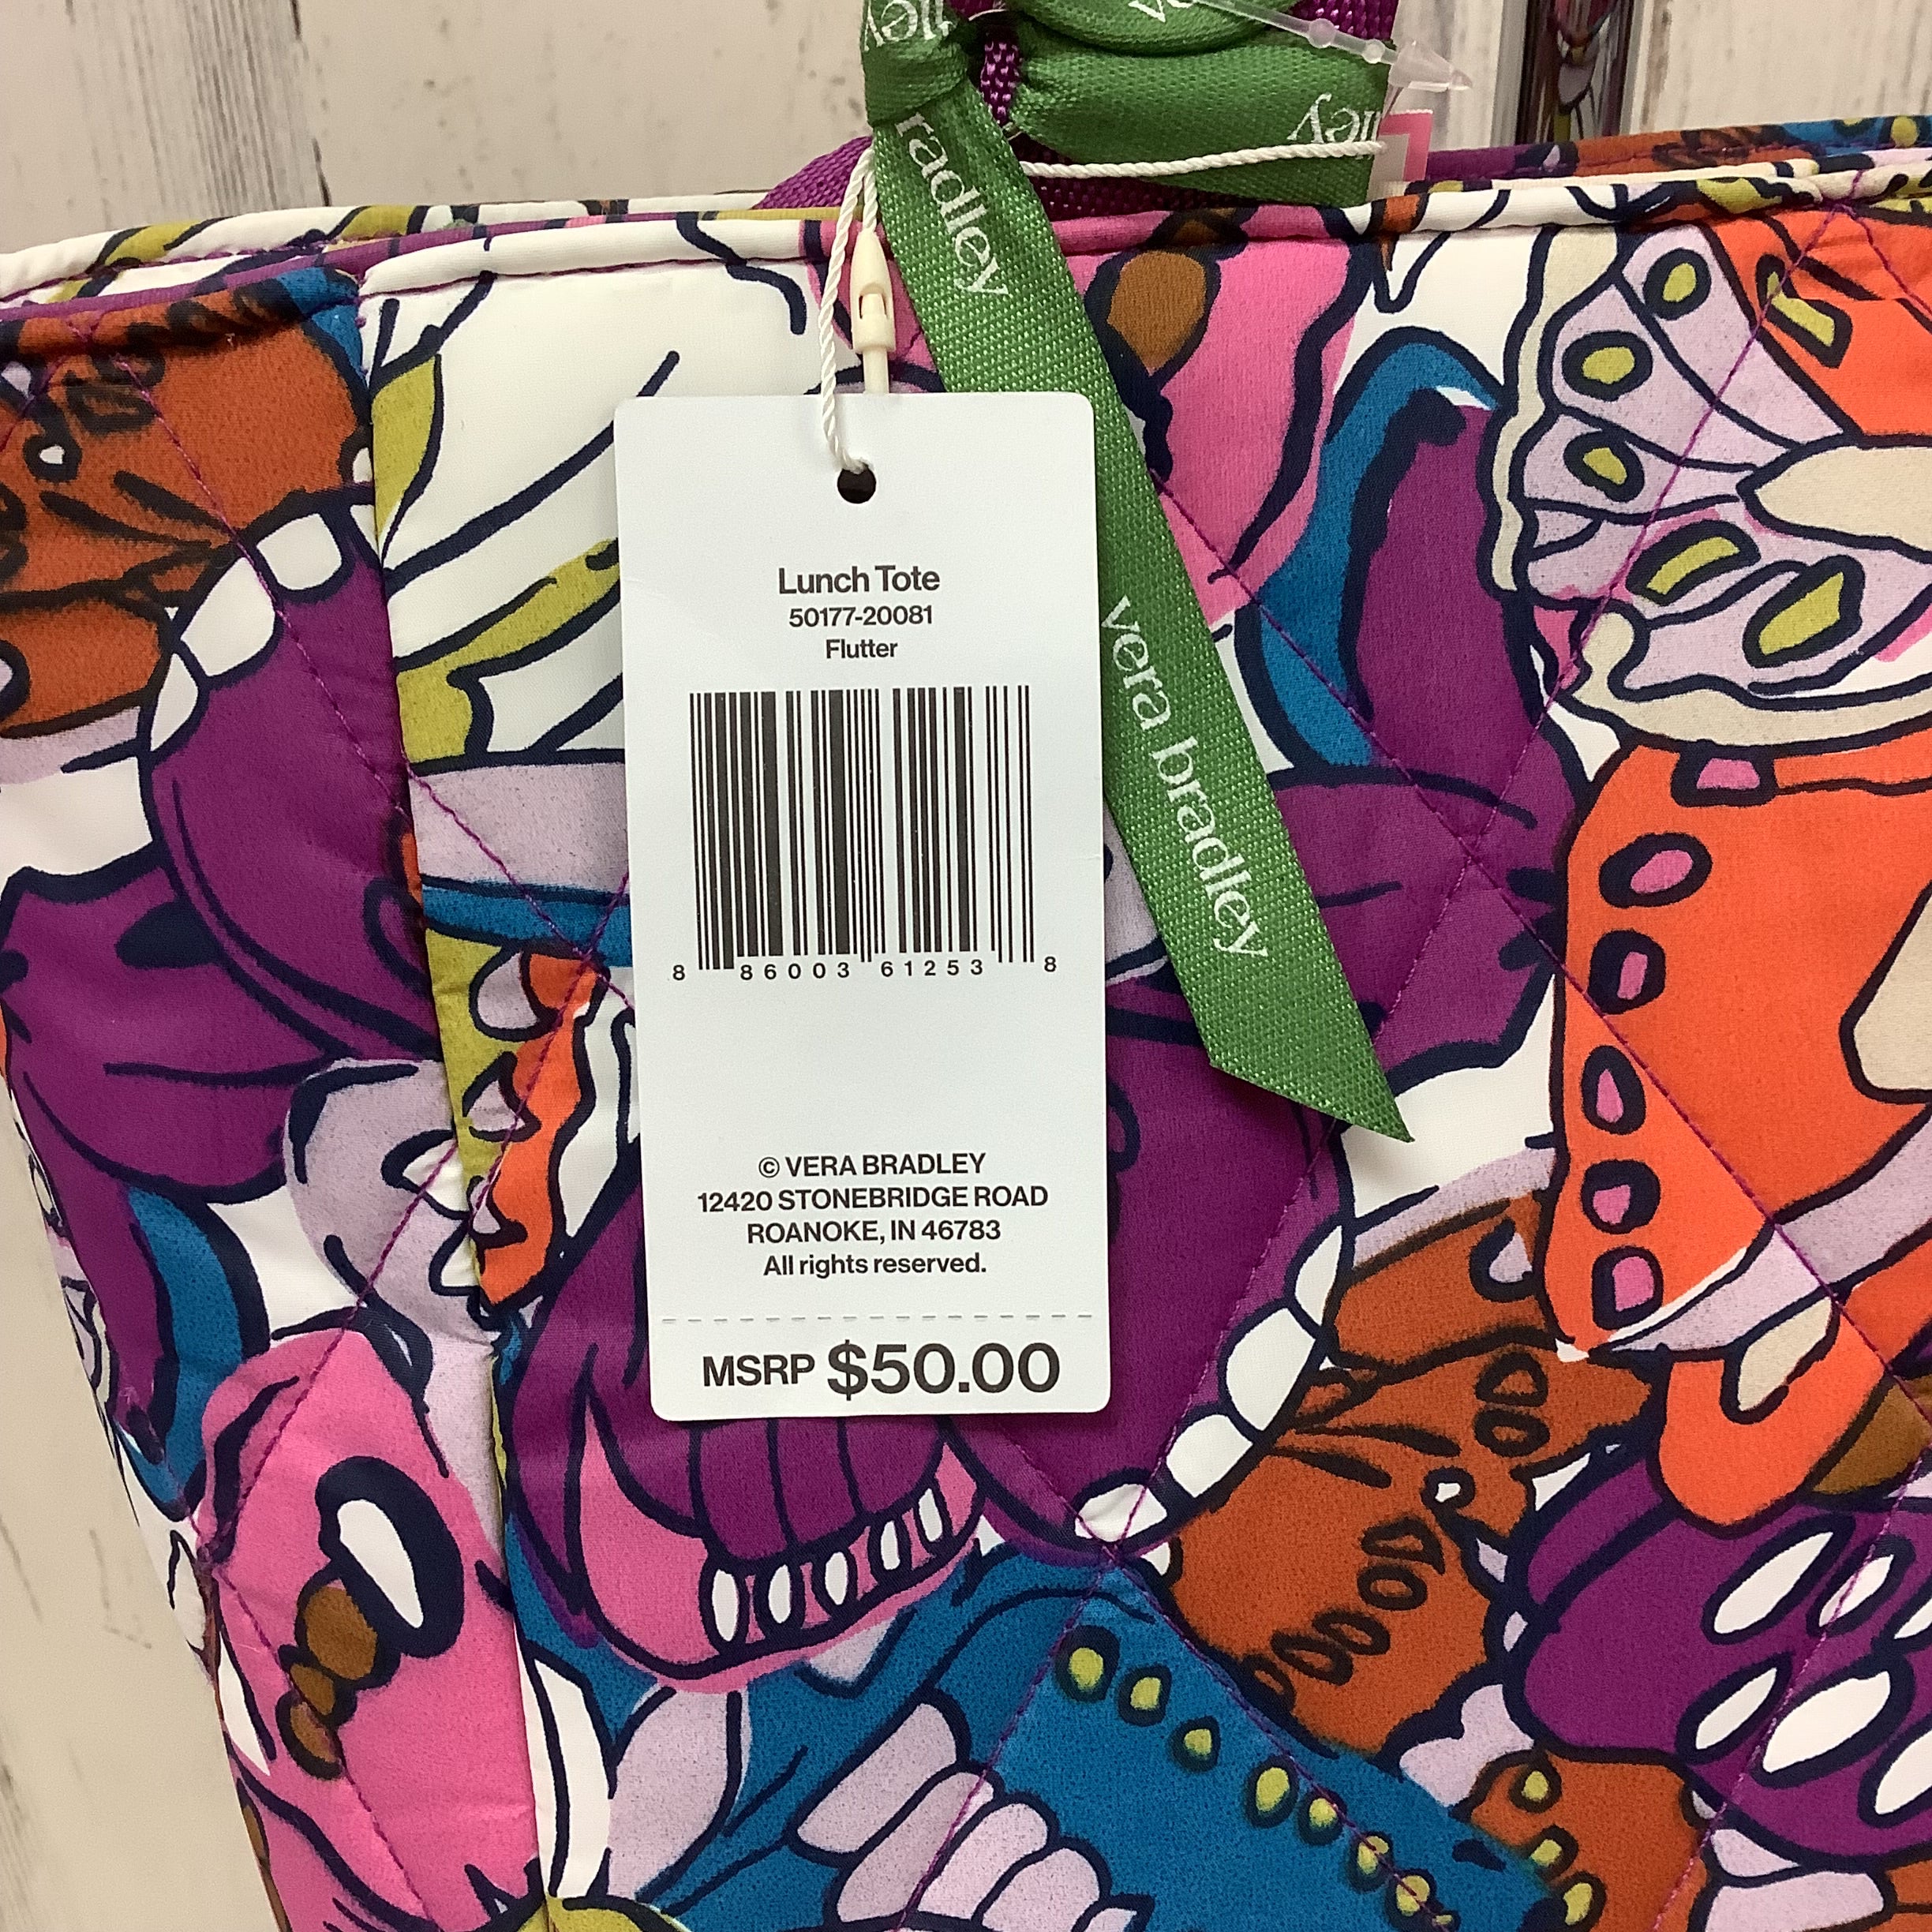 radley
vera bradley
Lunch Tote
50177-20081
Flutter
8 86003 61253 8
© VERA BRADLEY
12420 STONEBRIDGE ROAD
ROANOKE, IN 46783
All rights reserved.
MSRP $50.00